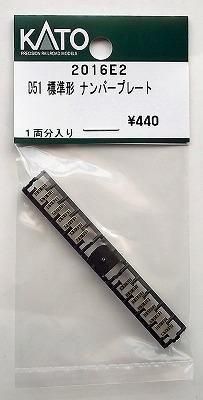 KATO
PRECISION RAILROAD MODELS
2016E2
D51 標準形 ナンバープレート
¥440
1両分入り